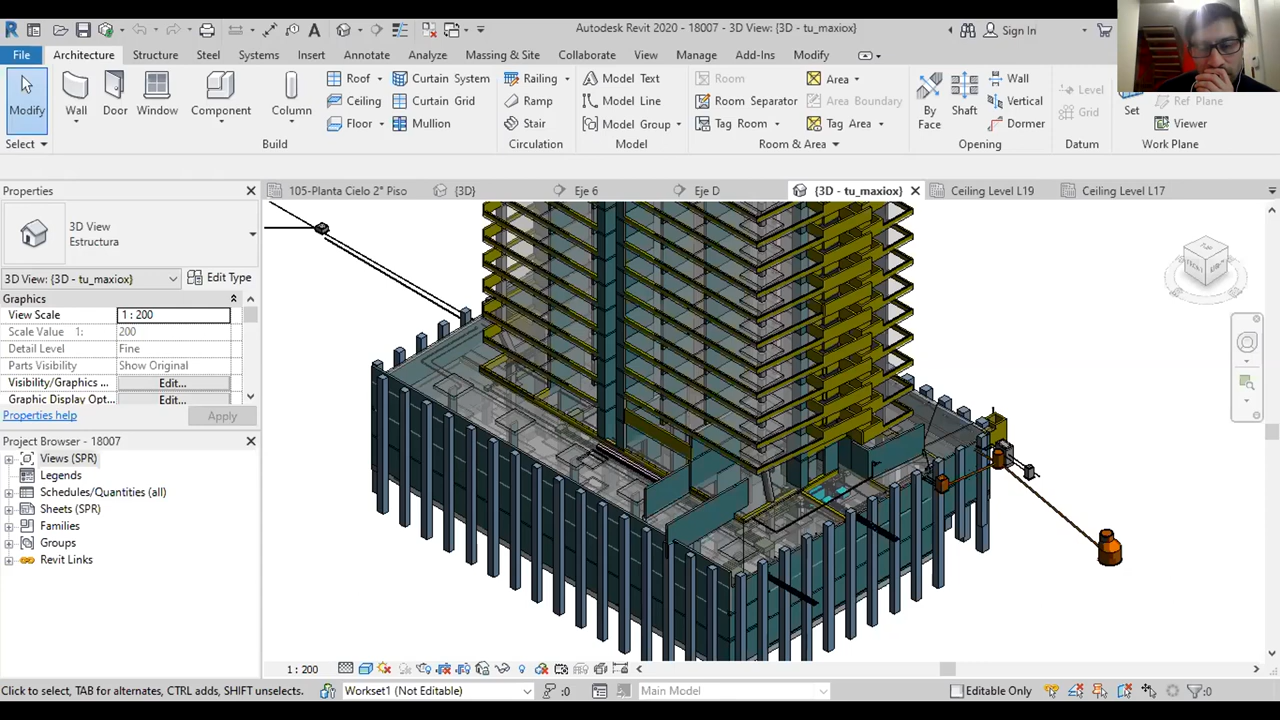 Autodesk Revit 2020 - 18007 - 3D View: {3D - tu_maxiox}
Sign In
File
Architecture
Structure
Steel
Systems
Insert
Annotate
Analyze
Massing & Site
Collaborate
View
Manage
Add-Ins
Modify
Modify
Wall
Door
Window
Component
Column
Roof
Ceiling
Floor
Curtain System
Curtain Grid
Mullion
Railing
Ramp
Stair
Model Text
Model Line
Model Group
Room
Room Separator
Tag Room
Area
Area Boundary
Tag Area
By
Face
Shaft
Wall
Vertical
Dormer
Level
Grid
Set
Ref Plane
Viewer
Select
Build
Circulation
Model
Room & Area
Opening
Datum
Work Plane
Properties
105-Planta Cielo 2° Piso
{3D}
Eje 6
Eje D
{3D - tu_maxiox}
Ceiling Level L19
Ceiling Level L17
3D View
Estructura
3D View: {3D - tu_maxiox}
Edit Type
Graphics
View Scale
1 : 200
Scale Value 1:
200
Detail Level
Fine
Parts Visibility
Show Original
Visibility/Graphics ...
Edit...
Graphic Display Opt...
Edit...
Properties help
Apply
Project Browser - 18007
Views (SPR)
Legends
Schedules/Quantities (all)
Sheets (SPR)
Families
Groups
Revit Links
1 : 200
Click to select, TAB for alternates, CTRL adds, SHIFT unselects.
Workset1 (Not Editable)
:0
Main Model
Editable Only
:0